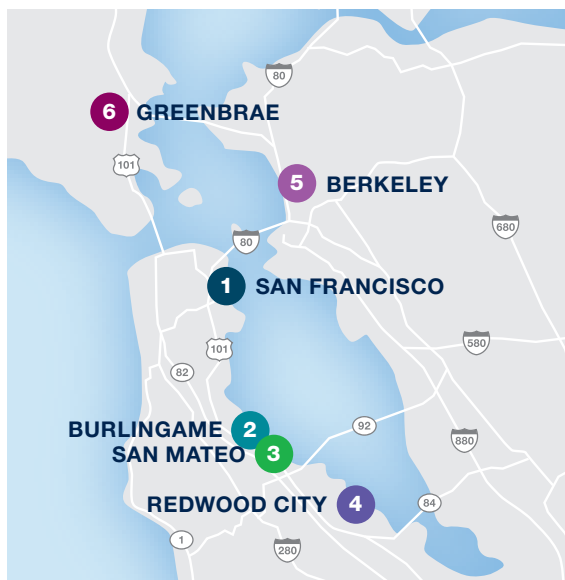 80
6 GREENBRAE
101
5 BERKELEY
680
80
1 SAN FRANCISCO
101
580
82
92
BURLINGAME 2
880
SAN MATEO 3
REDWOOD CITY 4
84
1
280